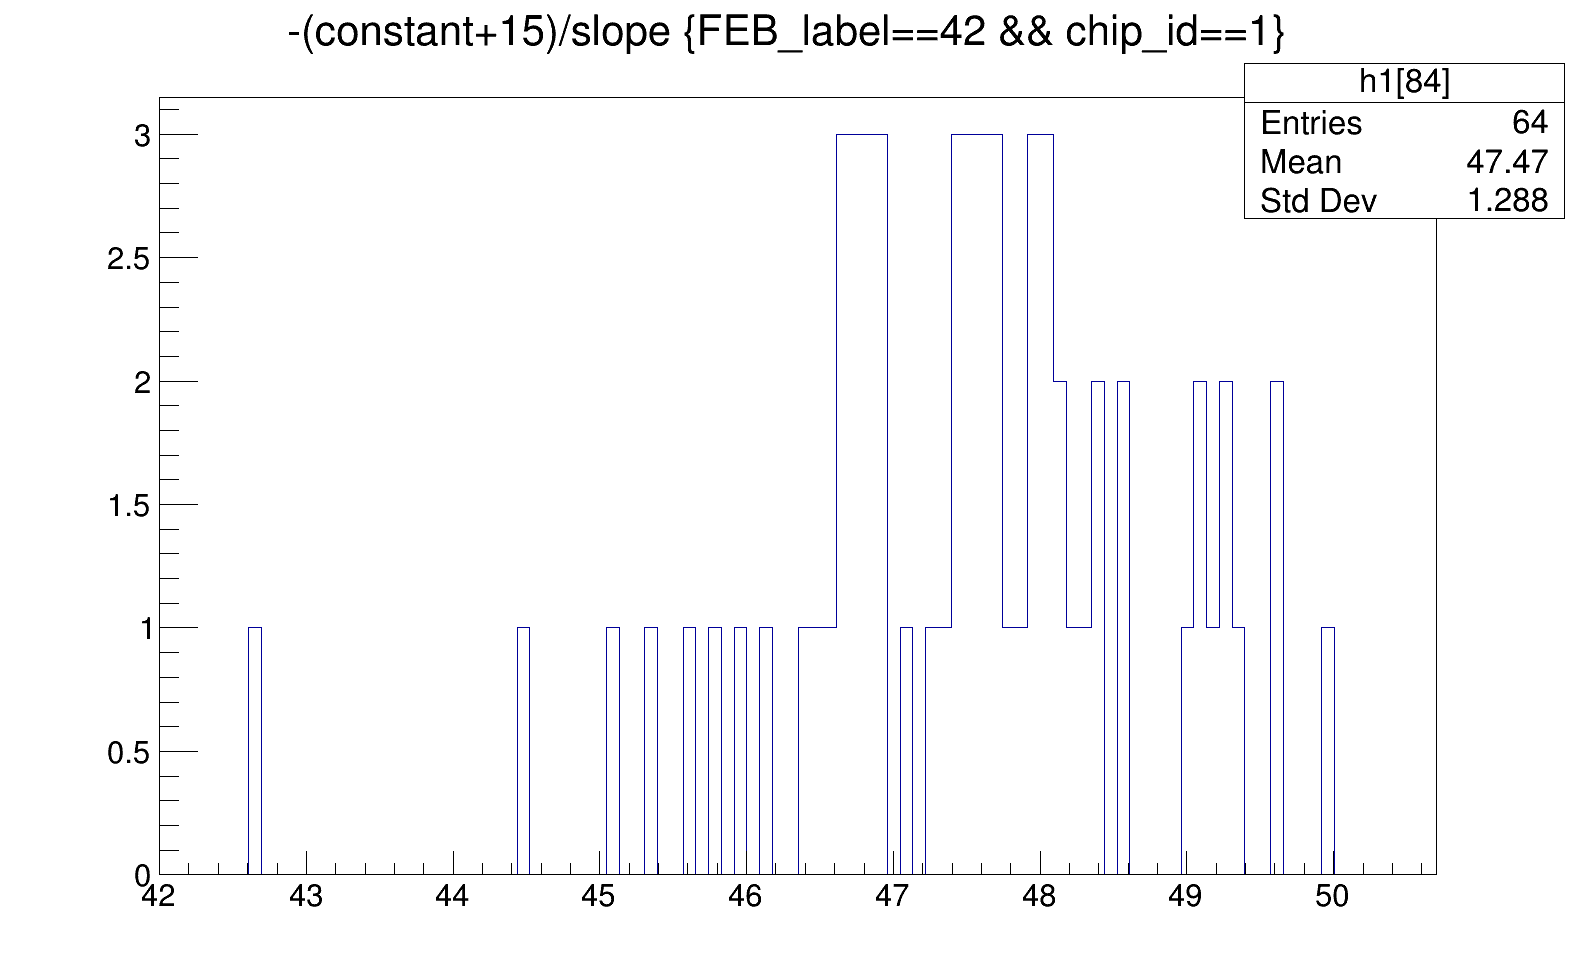 -(constant+15)/slope {FEB_label==42 && chip_id==1}
h1[84]
Entries 64
Mean 47.47
Std Dev 1.288
3
2.5
2
1.5
1
0.5
0
42 43 44 45 46 47 48 49 50